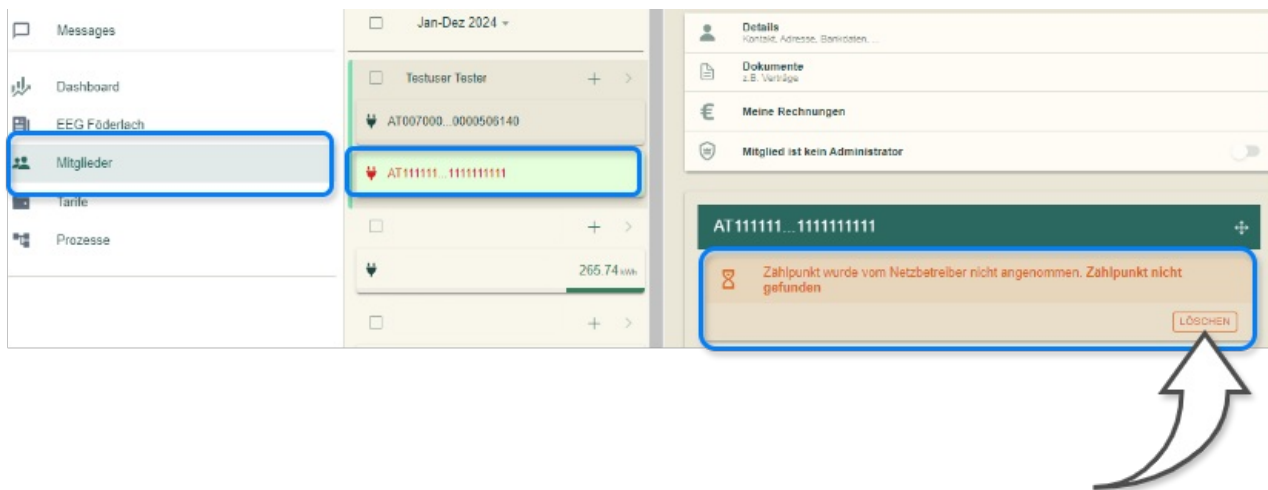 Messages
Dashboard
EEG Föderlach
Mitglieder
Tarife
Prozesse
Jan-Dez 2024
Testuser Tester
AT007000...0000506140
AT111111...1111111111
265.74 kWh
Details
Kontakt, Adresse, Bankdaten, ...
Dokumente
z.B. Verträge
Meine Rechnungen
Mitglied ist kein Administrator
AT111111...1111111111
Zählpunkt wurde vom Netzbetreiber nicht angenommen. Zählpunkt nicht
gefunden
LÖSCHEN